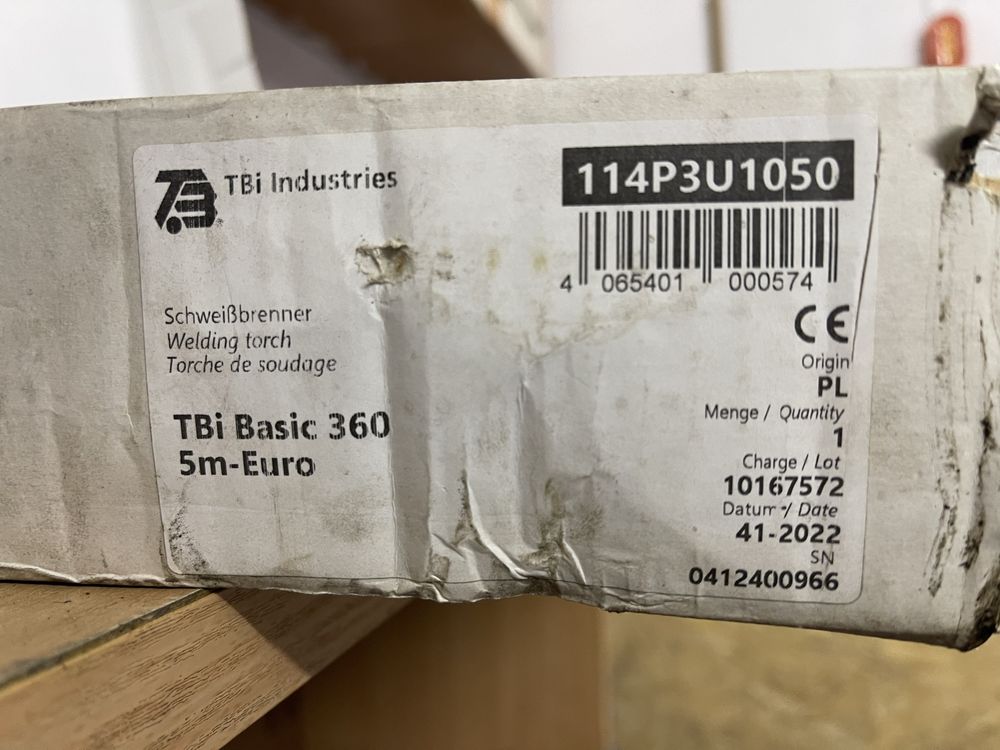 TBi Industries
114P3U1050
4 065401 000574
CE
Schweißbrenner
Welding torch
Torche de soudage
TBi Basic 360
5m-Euro
Origin
PL
Menge / Quantity
1
Charge / Lot
10167572
Datum / Date
41-2022
SN
0412400966